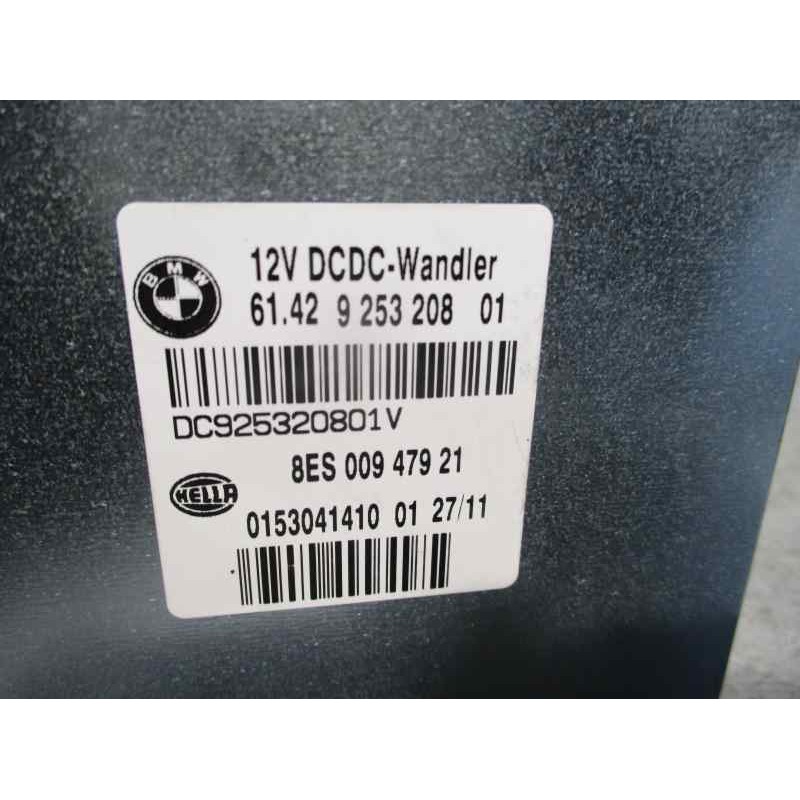 BMW
12V DCDC-Wandler
61.42 9 253 208 01
DC925320801V
8ES 009 479 21
HELLA
0153041410 01 27/11